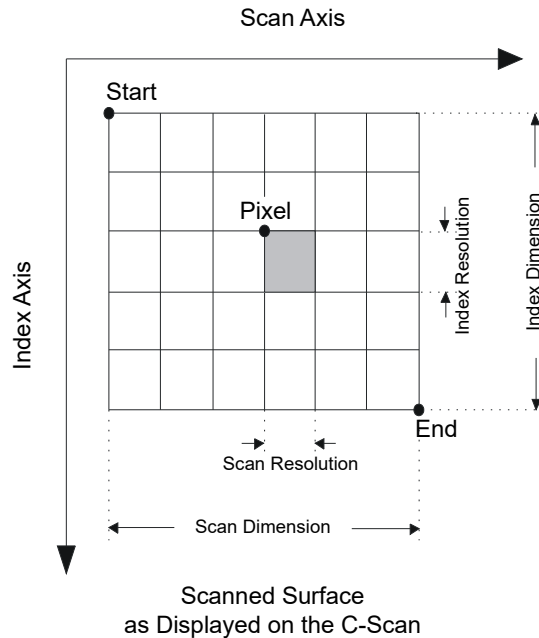 Scan Axis
Start
Pixel
Index Resolution
Index Dimension
Index Axis
End
Scan Resolution
Scan Dimension
Scanned Surface
as Displayed on the C-Scan